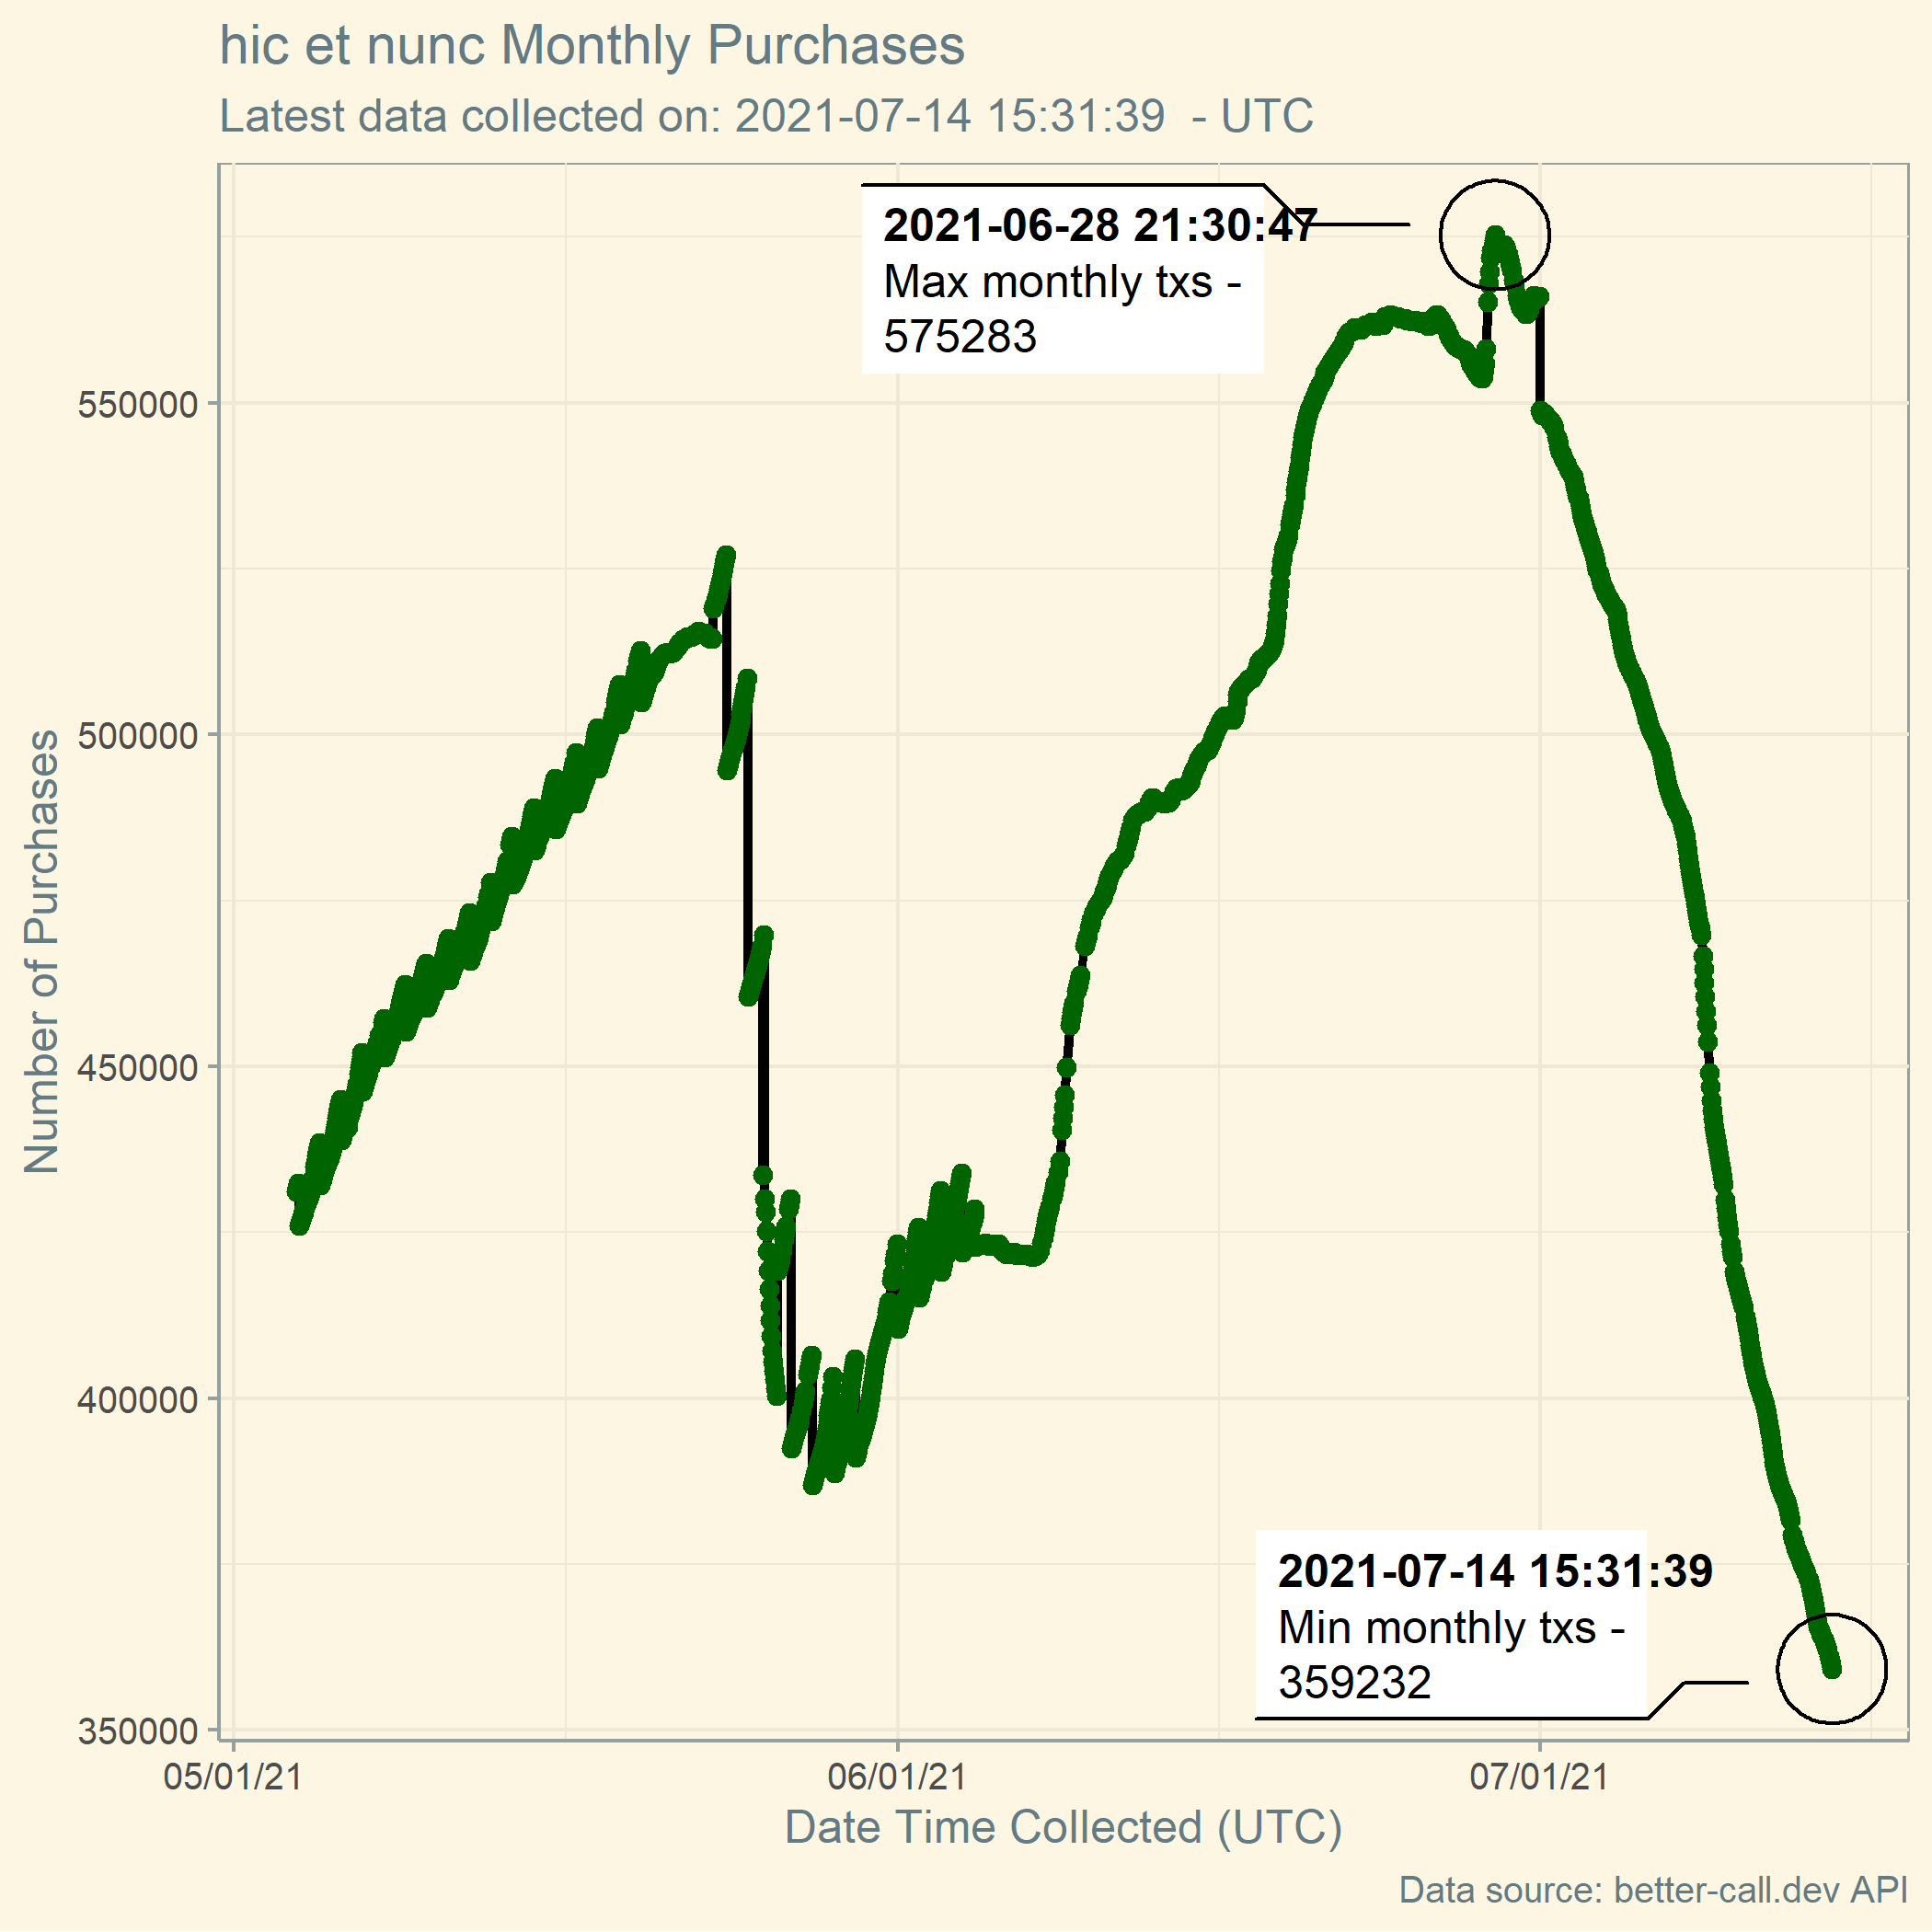 hic et nunc Monthly Purchases
Latest data collected on: 2021-07-14 15:31:39  - UTC
2021-06-28 21:30:47
Max monthly txs -
575283
550000
500000
450000
400000
350000
Number of Purchases
2021-07-14 15:31:39
Min monthly txs -
359232
05/01/21
06/01/21
07/01/21
Date Time Collected (UTC)
Data source: better-call.dev API